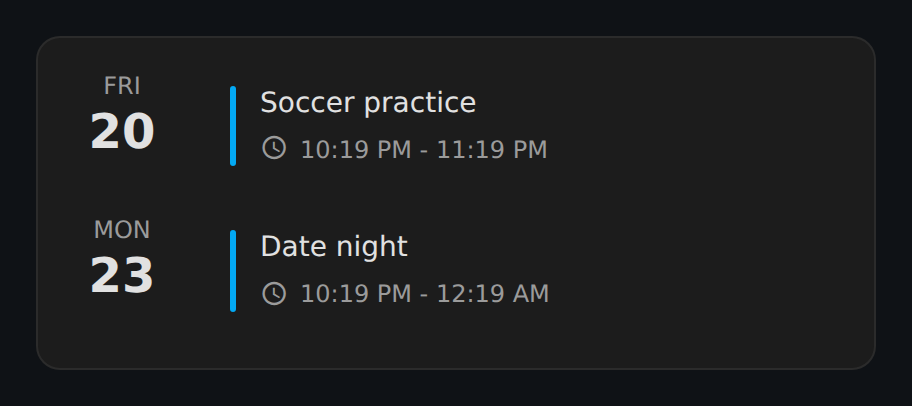 FRI
20
Soccer practice
10:19 PM - 11:19 PM
MON
23
Date night
10:19 PM - 12:19 AM